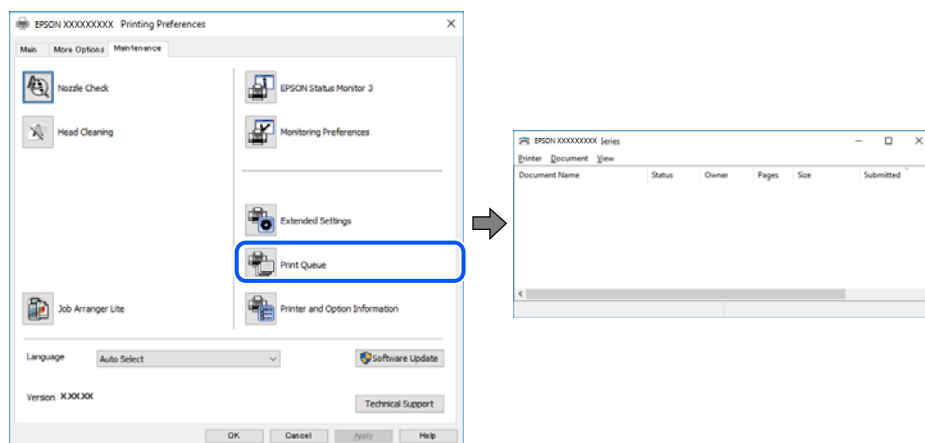 EPSON XXXXXXXXX Printing Preferences
Main More Options Maintenance
Nozzle Check
Head Cleaning
Job Arranger Lite
EPSON Status Monitor 3
Monitoring Preferences
Extended Settings
Print Queue
Printer and Option Information
Language Auto Select Software Update
Version X.XX.XX Technical Support
OK Cancel Apply Help
EPSON XXXXXXXXX Series
Printer Document View
Document Name Status Owner Pages Size Submitted